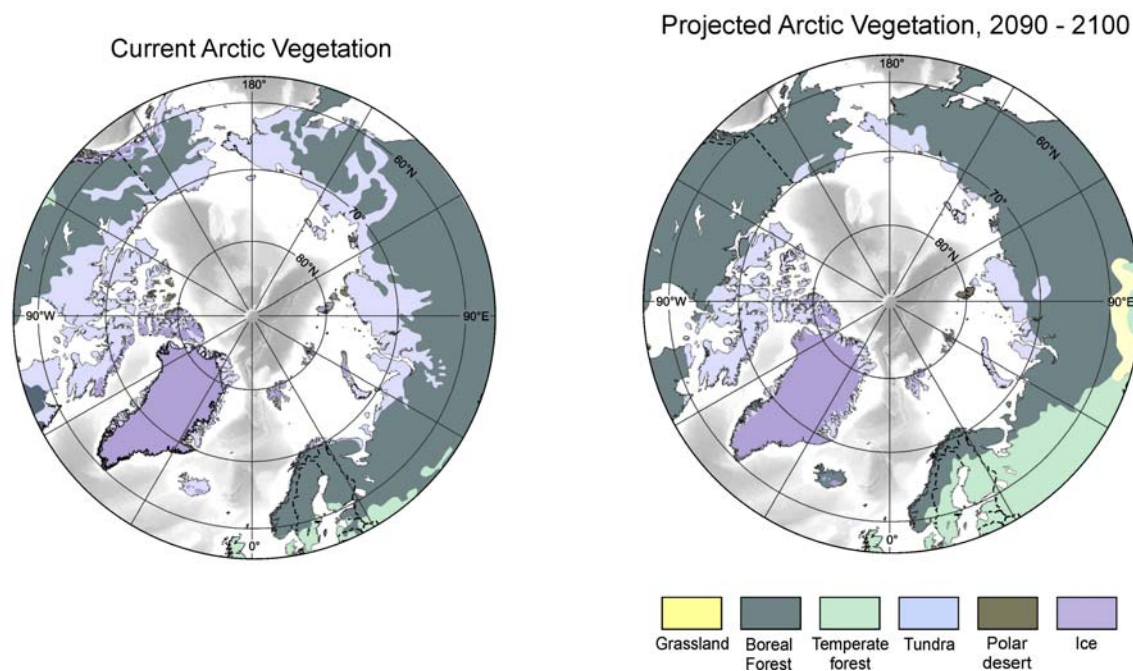 Current Arctic Vegetation
180°
60°N
70°
80°N
90°W
90°E
0°
Projected Arctic Vegetation, 2090 - 2100
180°
60°N
70°
80°N
90°W
90°E
0°
Grassland
Boreal
Forest
Temperate
forest
Tundra
Polar
desert
Ice